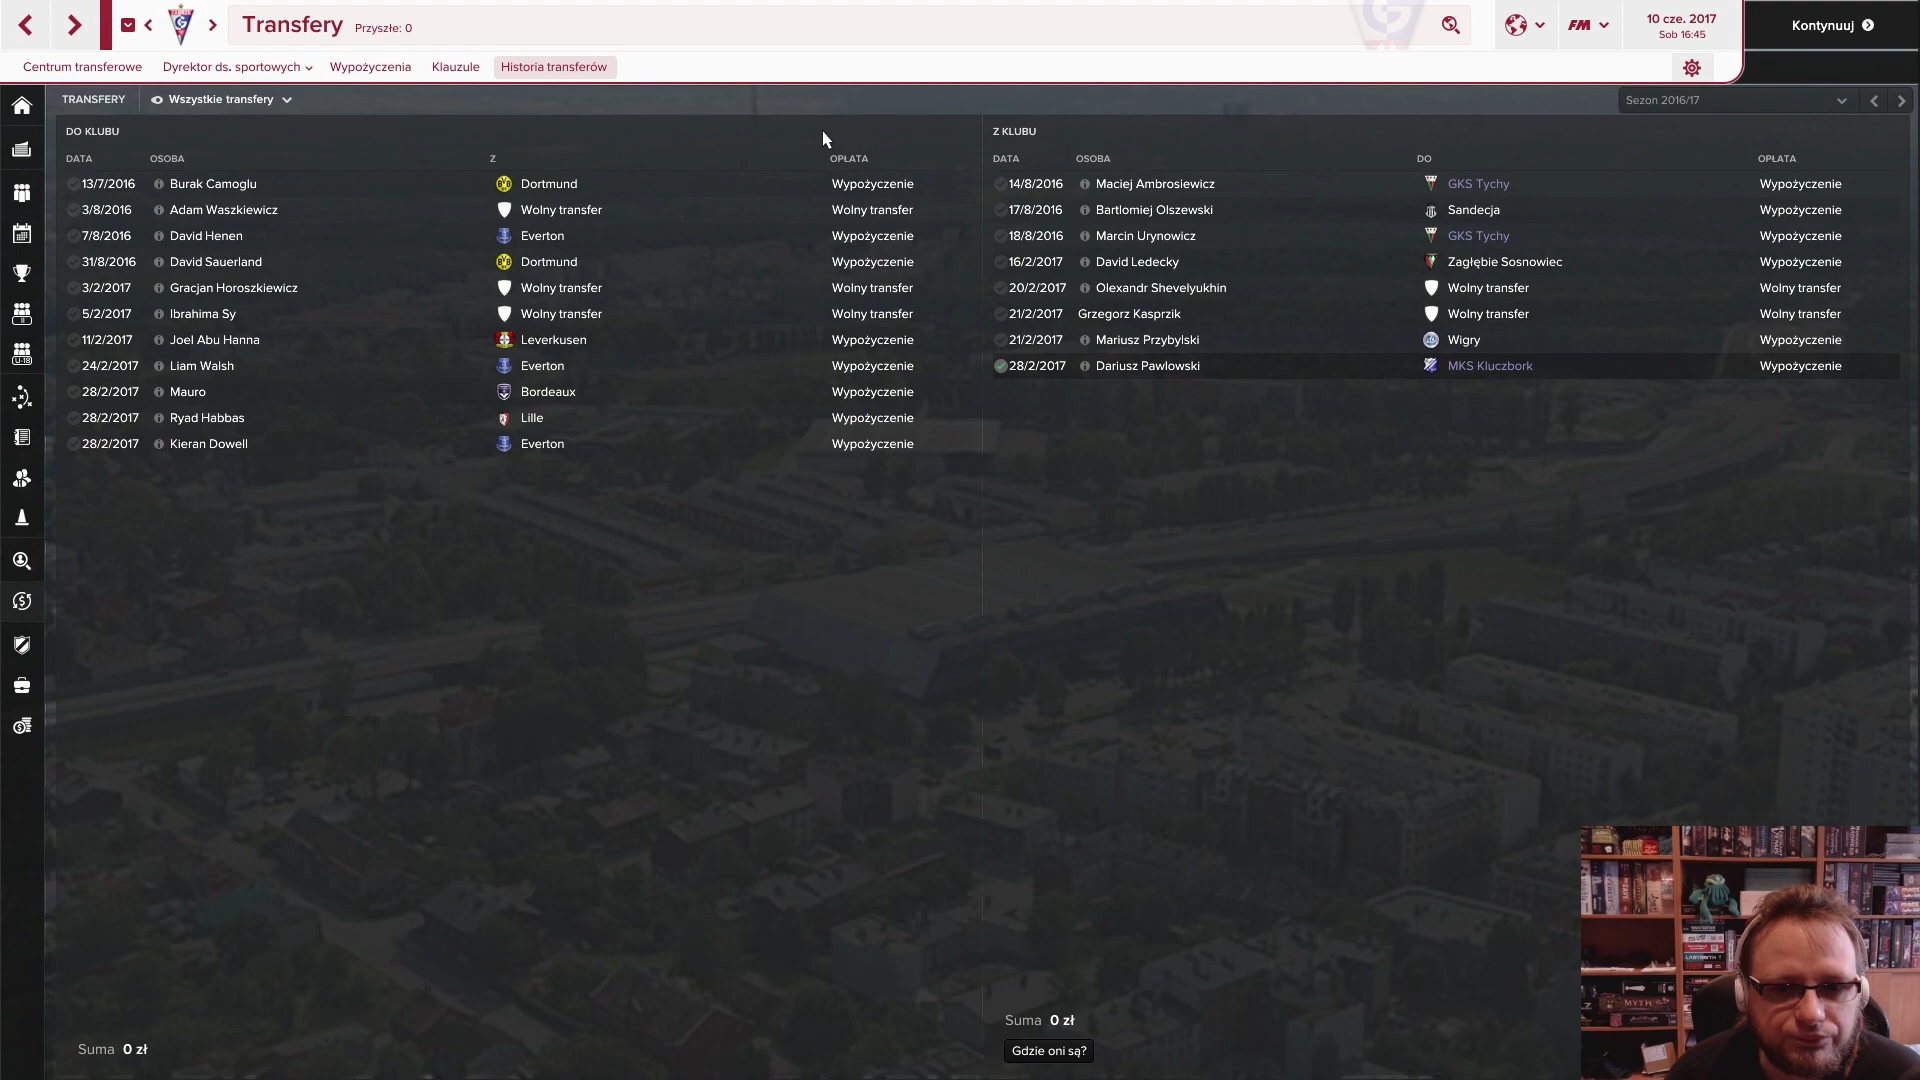 Transfery Przyszłe: 0
10 cze. 2017
Sob 16:45
Kontynuuj
FM
Centrum transferowe Dyrektor ds. sportowych Wypożyczenia Klauzule Historia transferów
TRANSFERY Wszystkie transfery
Sezon 2016/17
DO KLUBU
DATA OSOBA Z OPŁATA
13/7/2016 Burak Camoglu Dortmund Wypożyczenie
3/8/2016 Adam Waszkiewicz Wolny transfer Wolny transfer
7/8/2016 David Henen Everton Wypożyczenie
31/8/2016 David Sauerland Dortmund Wypożyczenie
3/2/2017 Gracjan Horoszkiewicz Wolny transfer Wolny transfer
5/2/2017 Ibrahima Sy Wolny transfer Wolny transfer
11/2/2017 Joel Abu Hanna Leverkusen Wypożyczenie
24/2/2017 Liam Walsh Everton Wypożyczenie
28/2/2017 Mauro Bordeaux Wypożyczenie
28/2/2017 Ryad Habbas Lille Wypożyczenie
28/2/2017 Kieran Dowell Everton Wypożyczenie
Suma 0 zł
Z KLUBU
DATA OSOBA DO OPŁATA
14/8/2016 Maciej Ambrosiewicz GKS Tychy Wypożyczenie
17/8/2016 Bartlomiej Olszewski Sandecja Wypożyczenie
18/8/2016 Marcin Urynowicz GKS Tychy Wypożyczenie
16/2/2017 David Ledecky Zagłębie Sosnowiec Wypożyczenie
20/2/2017 Olexandr Shevelyukhin Wolny transfer Wolny transfer
21/2/2017 Grzegorz Kasprzik Wolny transfer Wolny transfer
21/2/2017 Mariusz Przybylski Wigry Wypożyczenie
28/2/2017 Dariusz Pawlowski MKS Kluczbork Wypożyczenie
Suma 0 zł
Gdzie oni są?
U-18
LABYRINTH
MYTH